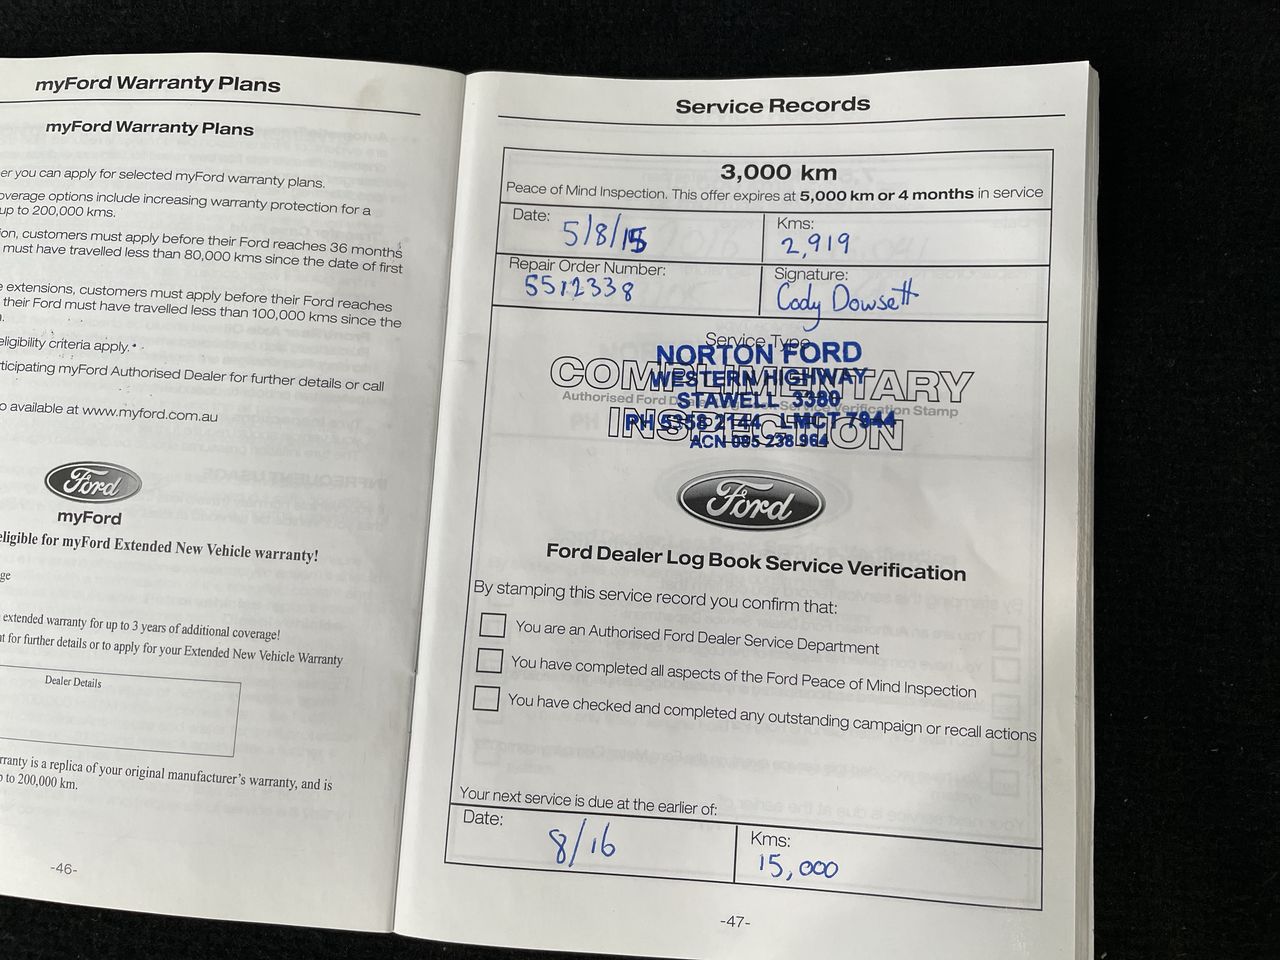 myFord Warranty Plans
myFord Warranty Plans
er you can apply for selected myFord warranty plans.
overage options include increasing warranty protection for a
up to 200,000 kms.
ion, customers must apply before their Ford reaches 36 months
must have travelled less than 80,000 kms since the date of first
e extensions, customers must apply before their Ford reaches
their Ford must have travelled less than 100,000 kms since the
eligibility criteria apply.
rticipating myFord Authorised Dealer for further details or call
o available at www.myford.com.au
Ford
myFord
eligible for myFord Extended New Vehicle warranty!
ge
extended warranty for up to 3 years of additional coverage!
t for further details or to apply for your Extended New Vehicle Warranty
Dealer Details
rranty is a replica of your original manufacturer's warranty, and is
o to 200,000 km.
-46-
Service Records
3,000 km
Peace of Mind Inspection. This offer expires at 5,000 km or 4 months in service
Date: 5/8/15
Kms: 2,919
Repair Order Number: 5512338
Signature: Cody Dowsett
Service Type
COMPLIMENTARY
INSPECTION
Authorised Ford Dealer Log Book Service Verification Stamp
NORTON FORD
WESTERN HIGHWAY
STAWELL 3380
PH 5358 2144 LMCT 7944
ACN 085 238 964
Ford
Ford Dealer Log Book Service Verification
By stamping this service record you confirm that:
You are an Authorised Ford Dealer Service Department
You have completed all aspects of the Ford Peace of Mind Inspection
You have checked and completed any outstanding campaign or recall actions
Your next service is due at the earlier of:
Date: 8/16
Kms: 15,000
-47-